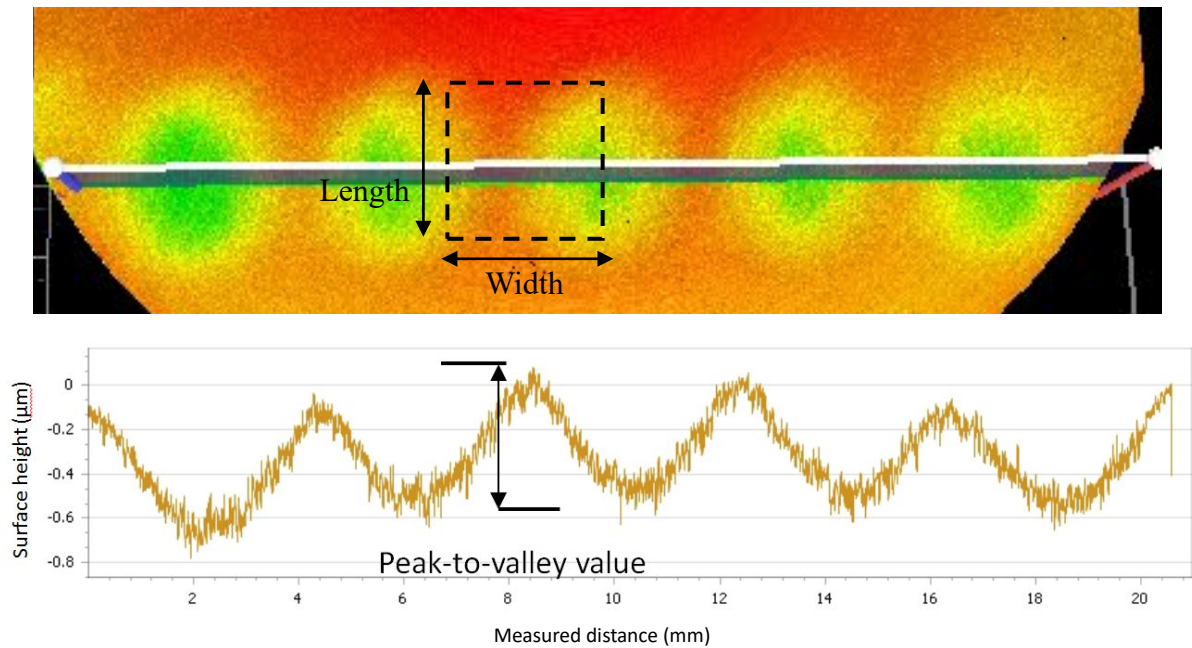 Length
Width
Surface height (µm)
0
-0.2
-0.4
-0.6
-0.8
Peak-to-valley value
2 4 6 8 10 12 14 16 18 20
Measured distance (mm)